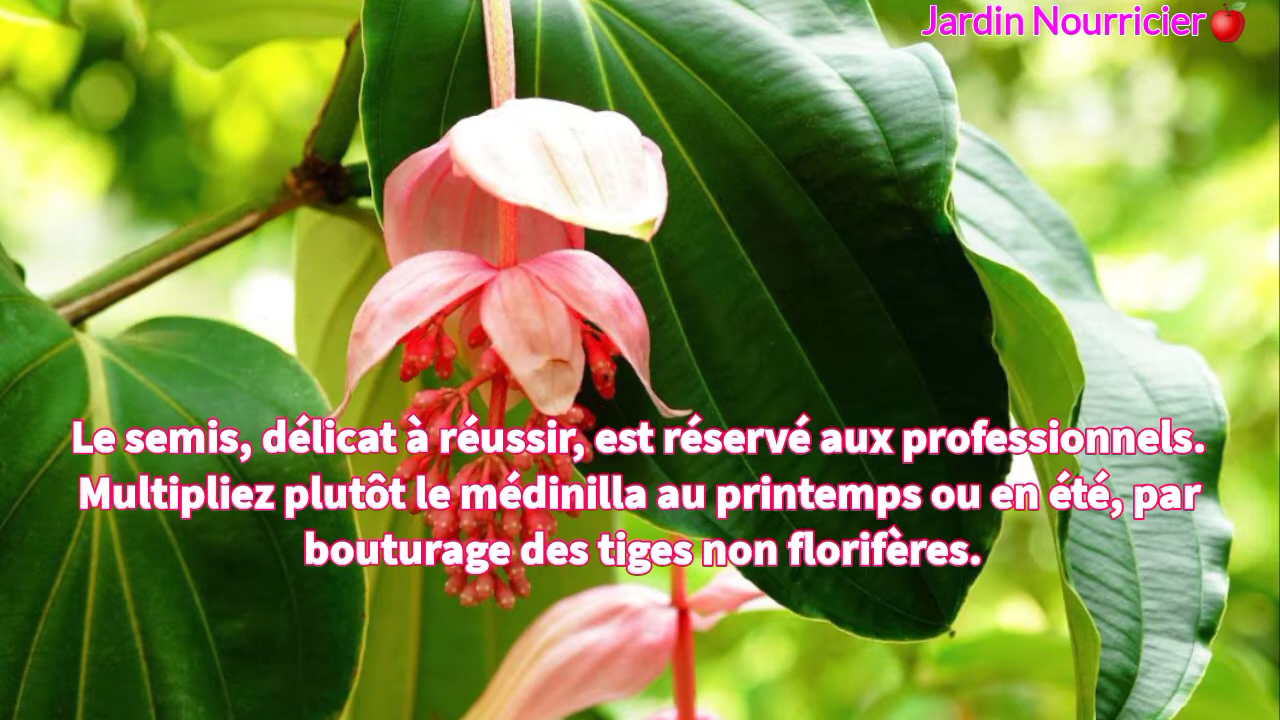 Jardin Nourricier
Le semis, délicat à réussir, est réservé aux professionnels.
Multipliez plutôt le médinilla au printemps ou en été, par
bouturage des tiges non florifères.